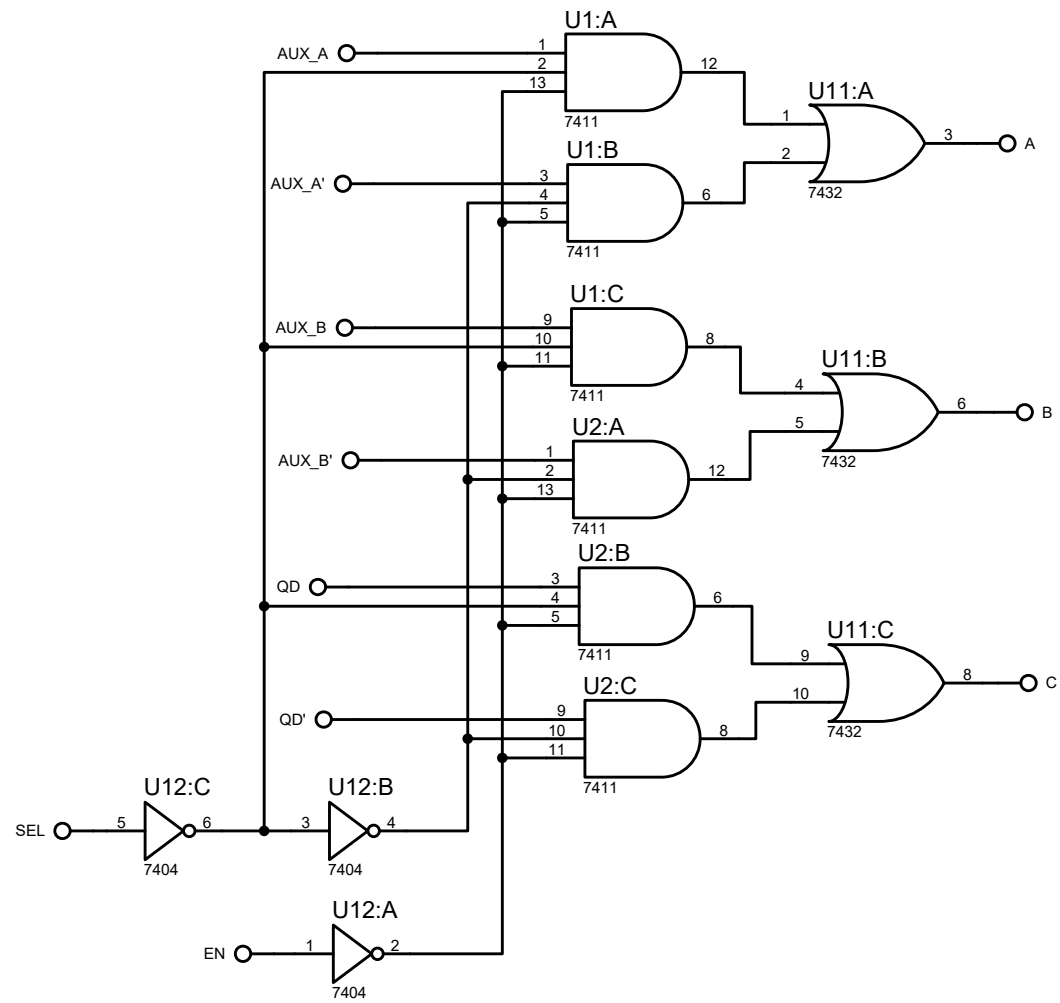 U1:A
AUX_A 1
2
13
12
7411
U11:A
1
2
3 A
7432
U1:B
AUX_A' 3
4
5
6
7411
U1:C
AUX_B 9
10
11
8
7411
U11:B
4
5
6 B
7432
U2:A
AUX_B' 1
2
13
12
7411
U2:B
QD 3
4
5
6
7411
U11:C
9
10
8 C
7432
U2:C
QD' 9
10
11
8
7411
U12:C
SEL 5 6
7404
U12:B
3 4
7404
U12:A
EN 1 2
7404